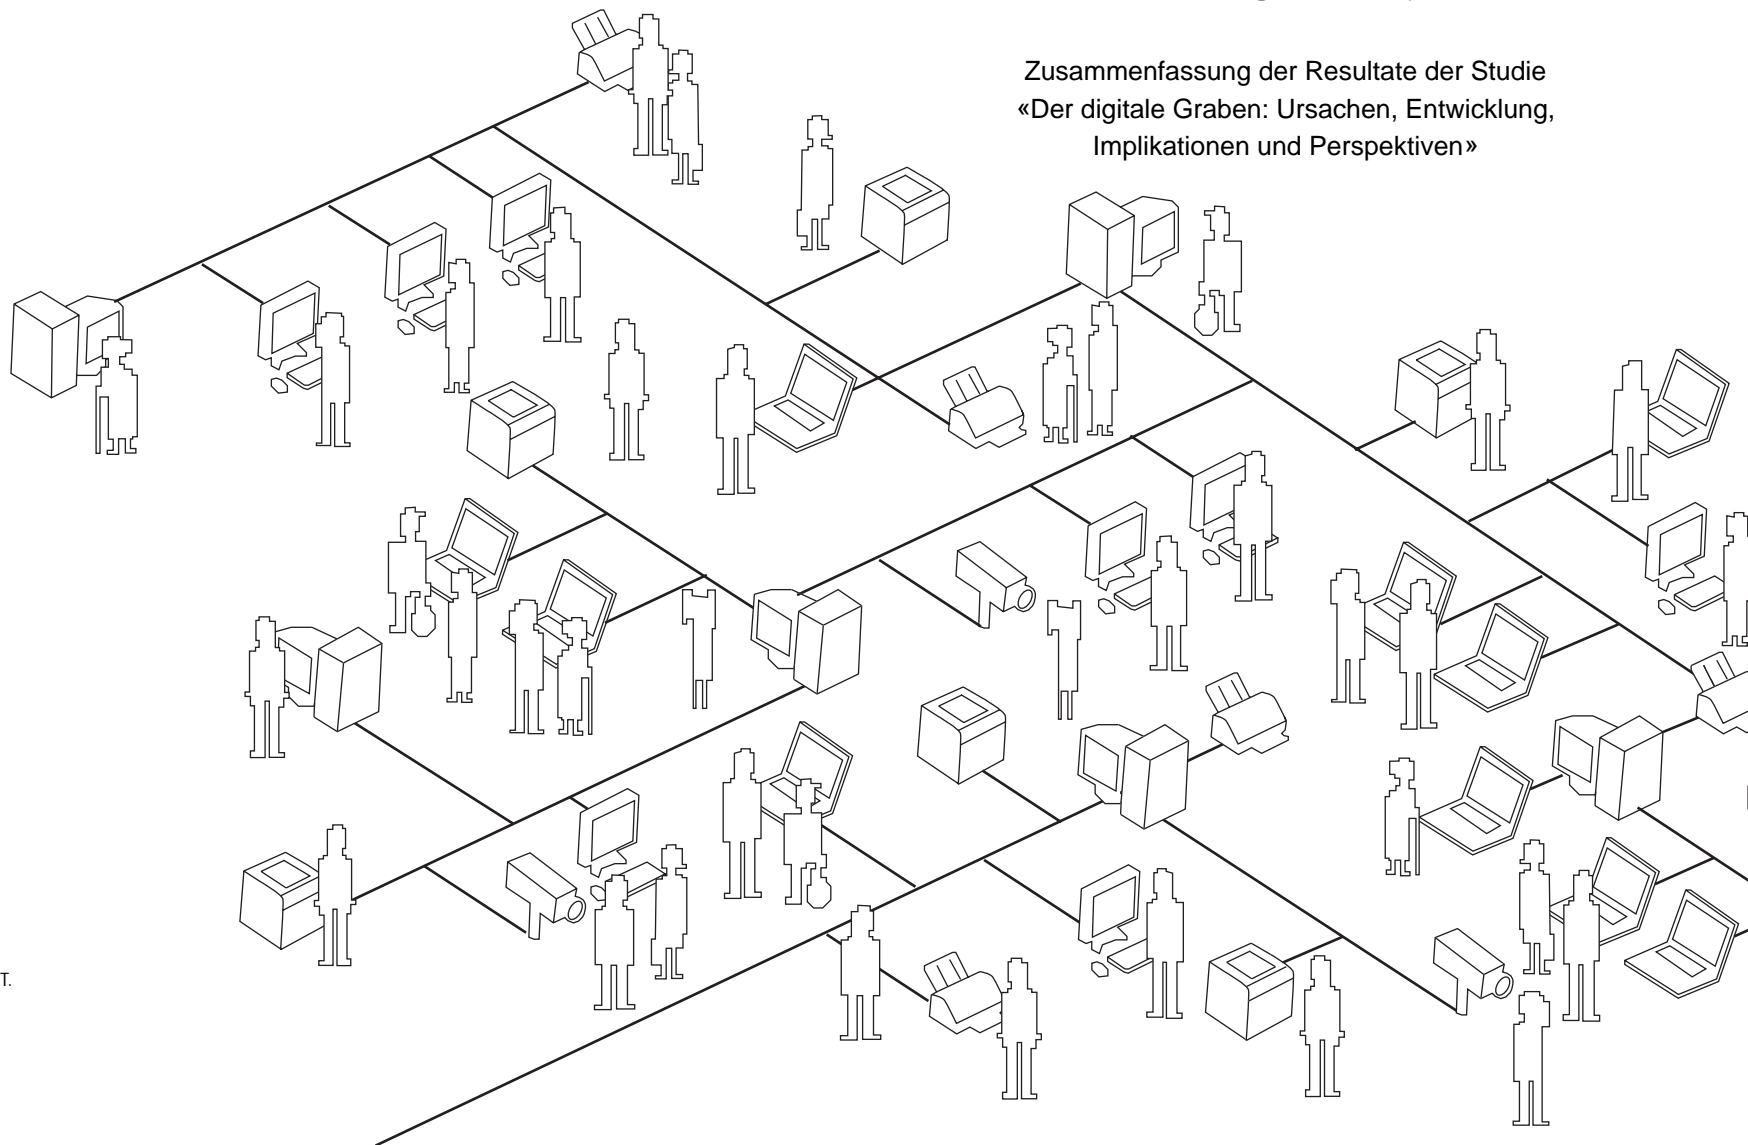 Zusammenfassung der Resultate der Studie
«Der digitale Graben: Ursachen, Entwicklung,
Implikationen und Perspektiven»
T.